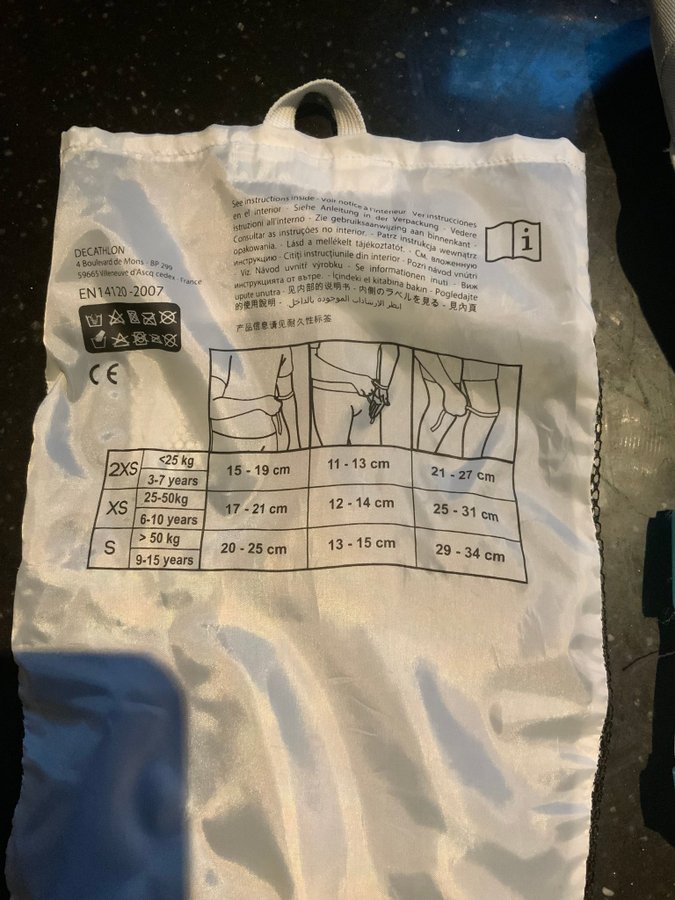 See instructions inside - Voir notice à l'intérieur Ver instrucciones
en el interior - Siehe Anleitung in der Verpackung - Vedere
istruzioni all'interno - Zie gebruiksaanwijzing aan binnenkant -
Consultar as instruções no interior. - Patrz instrukcja wewnątrz
opakowania. - Lásd a mellékelt tájékoztatot. - См. вложенную
инструкцию - Citiți instrucțiunile din interior - Pozri návod vnútri
- Viz. Návod uvnitř výrobku - Se informationen inuti - Виж
инструкцията от вътре. - İçindeki el kitabına bakın - Pogledajte
upute unutra - 见内部的说明书 - 内側のラベルを見る - 見內頁
的使用說明 - انظر الإرشادات الموجودة بالداخل
产品信息请见耐久性标签
i
DECATHLON
4 Boulevard de Mons - BP 299
59665 Villeneuve d'Ascq cedex - France
EN14120-2007
CE
2XS <25 kg 15 - 19 cm 11 - 13 cm 21 - 27 cm
3-7 years
XS 25-50kg 17 - 21 cm 12 - 14 cm 25 - 31 cm
6-10 years
S > 50 kg 20 - 25 cm 13 - 15 cm 29 - 34 cm
9-15 years